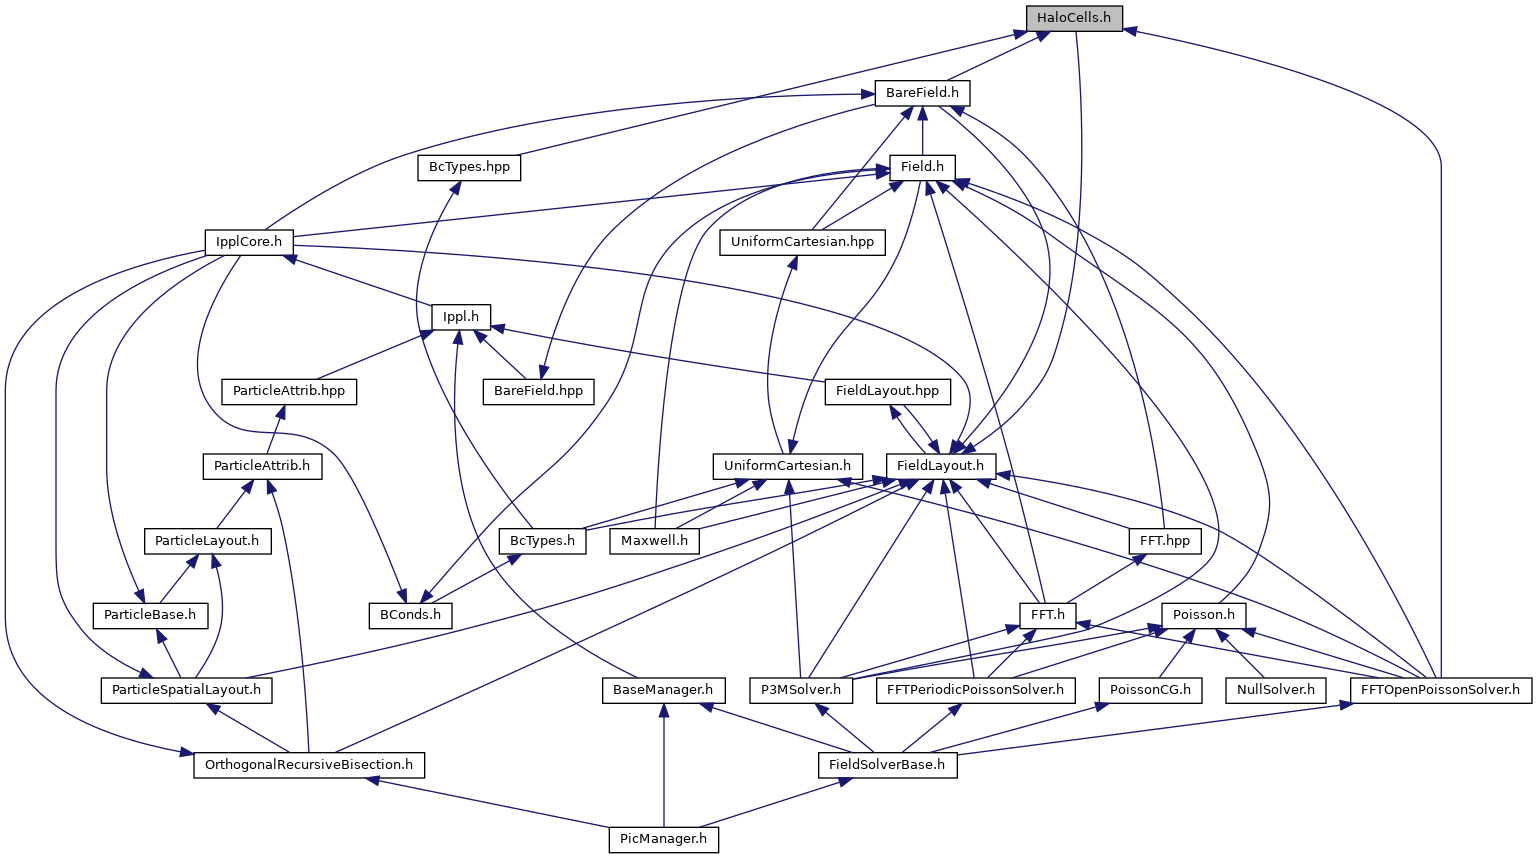 HaloCells.h
BareField.h
BcTypes.hpp
Field.h
IpplCore.h
UniformCartesian.hpp
Ippl.h
ParticleAttrib.hpp
BareField.hpp
FieldLayout.hpp
ParticleAttrib.h
UniformCartesian.h
FieldLayout.h
ParticleLayout.h
BcTypes.h
Maxwell.h
FFT.hpp
ParticleBase.h
BConds.h
FFT.h
Poisson.h
ParticleSpatialLayout.h
BaseManager.h
P3MSolver.h
FFTPeriodicPoissonSolver.h
PoissonCG.h
NullSolver.h
FFTOpenPoissonSolver.h
OrthogonalRecursiveBisection.h
FieldSolverBase.h
PicManager.h